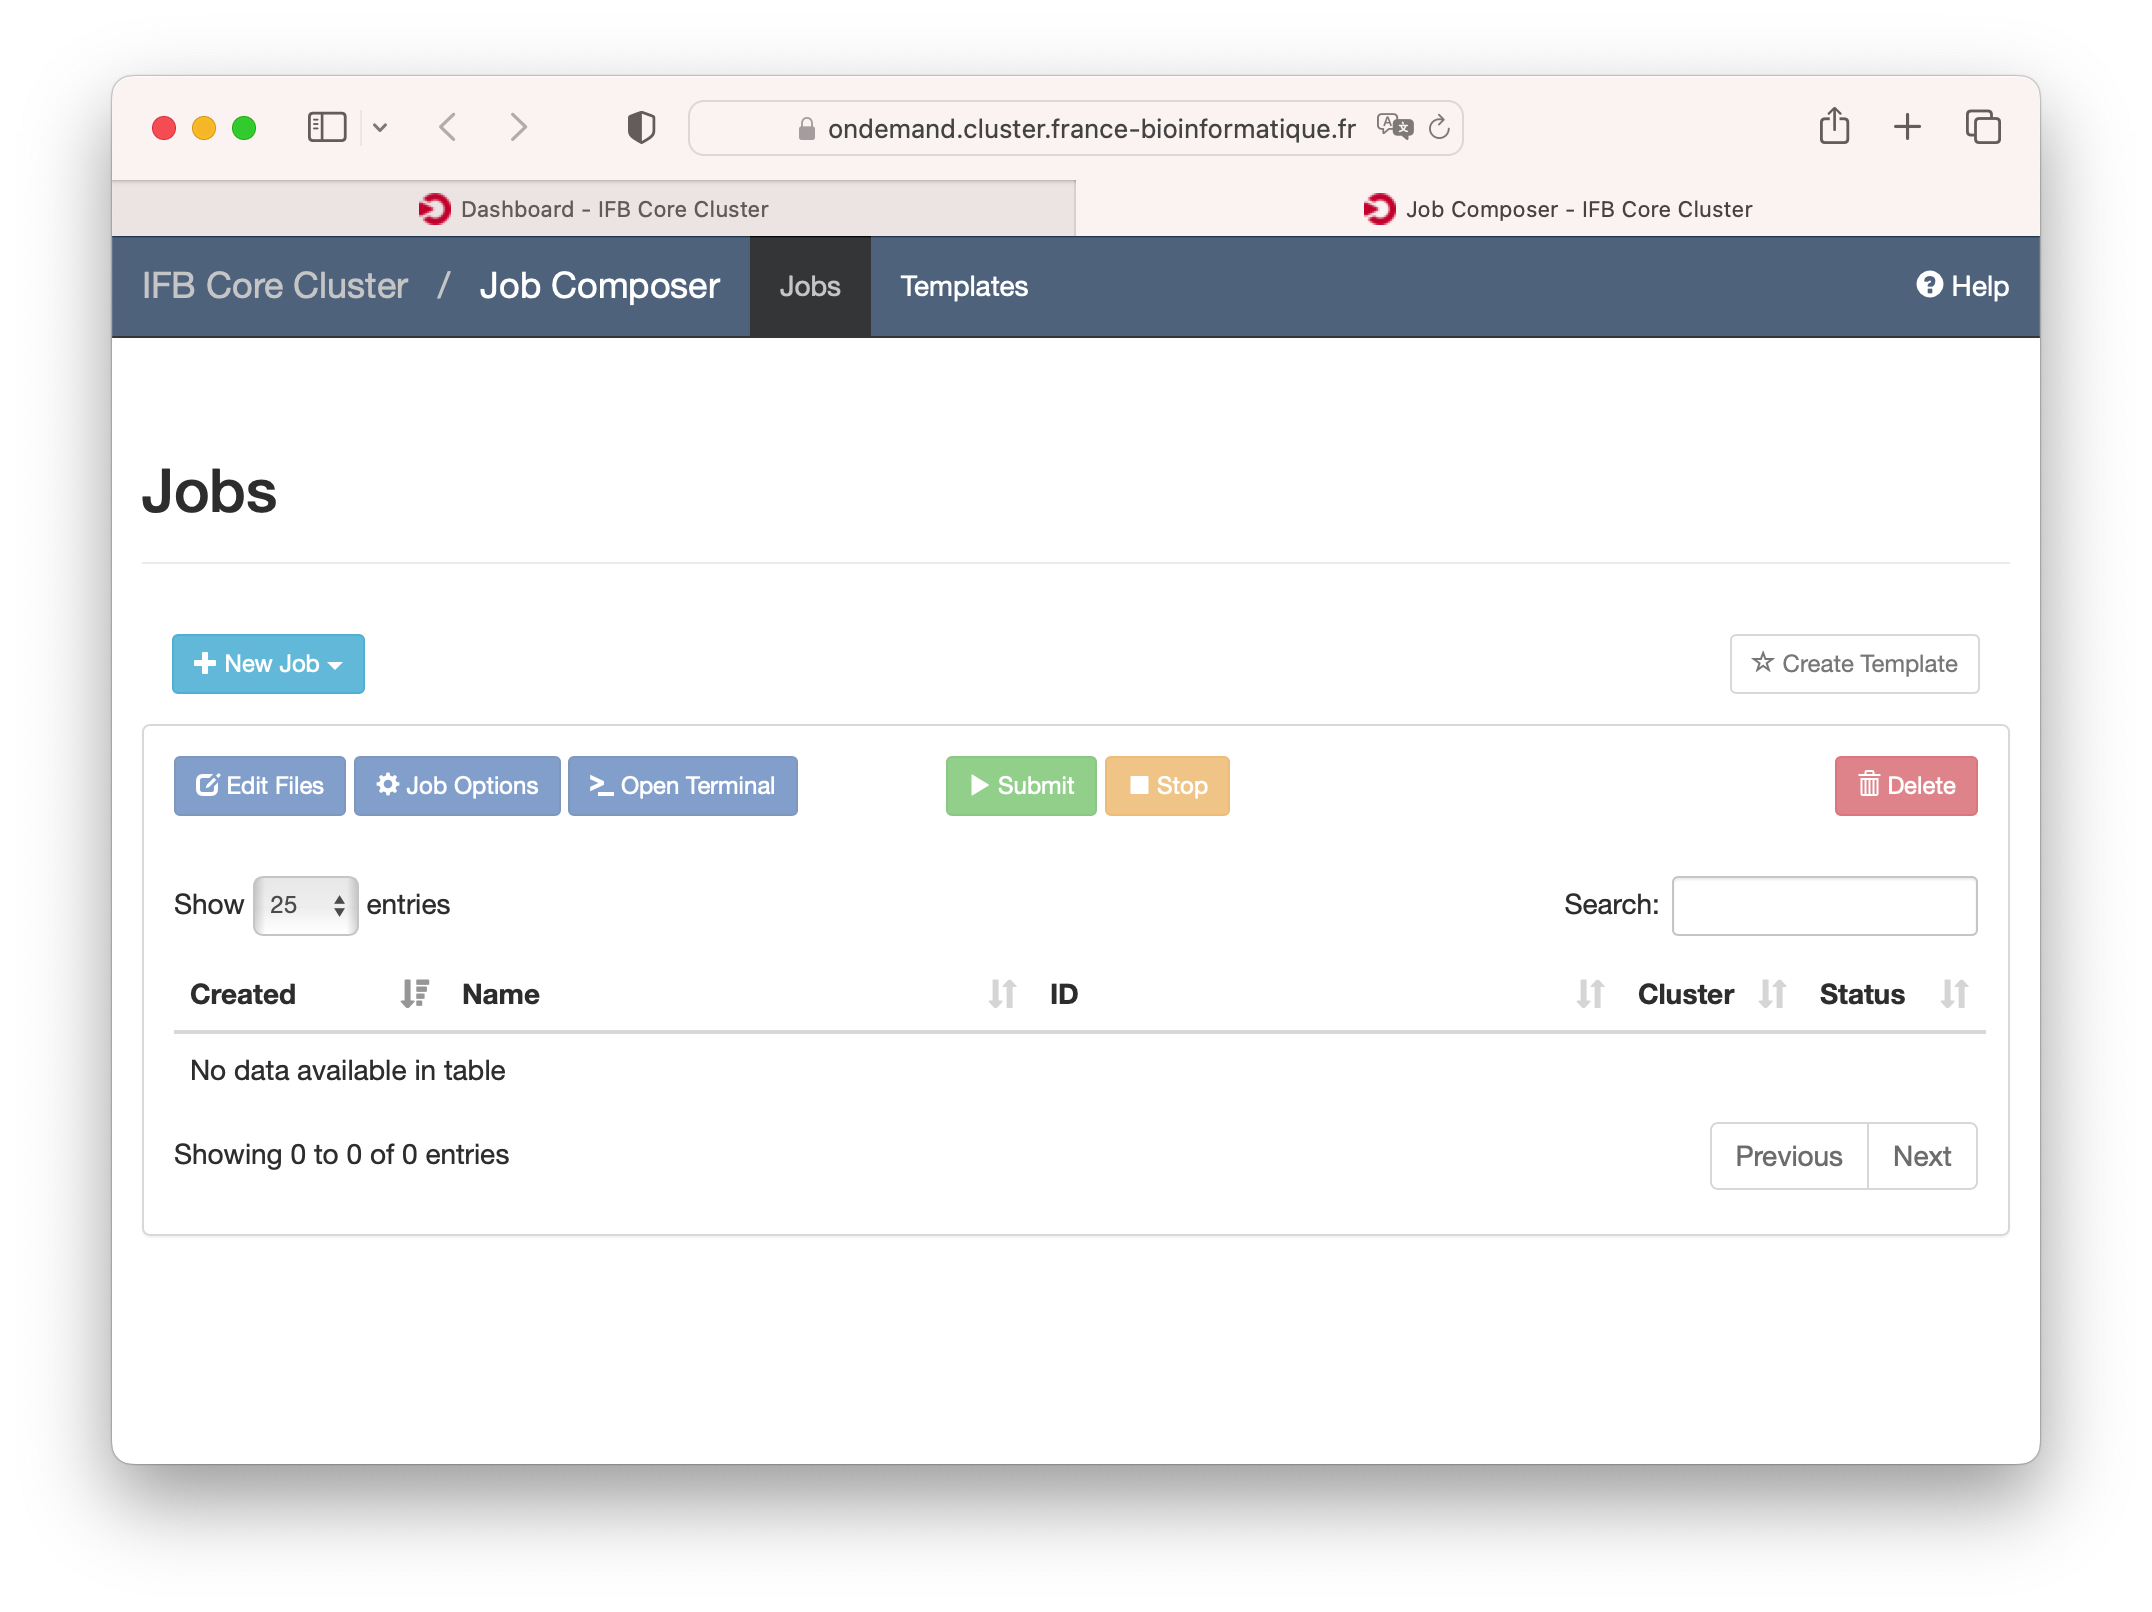 ondemand.cluster.france-bioinformatique.fr
Dashboard - IFB Core Cluster
Job Composer - IFB Core Cluster
IFB Core Cluster / Job Composer Jobs Templates Help
Jobs
New Job
Create Template
Edit Files Job Options Open Terminal Submit Stop Delete
Show 25 entries Search:
Created Name ID Cluster Status
No data available in table
Showing 0 to 0 of 0 entries Previous Next